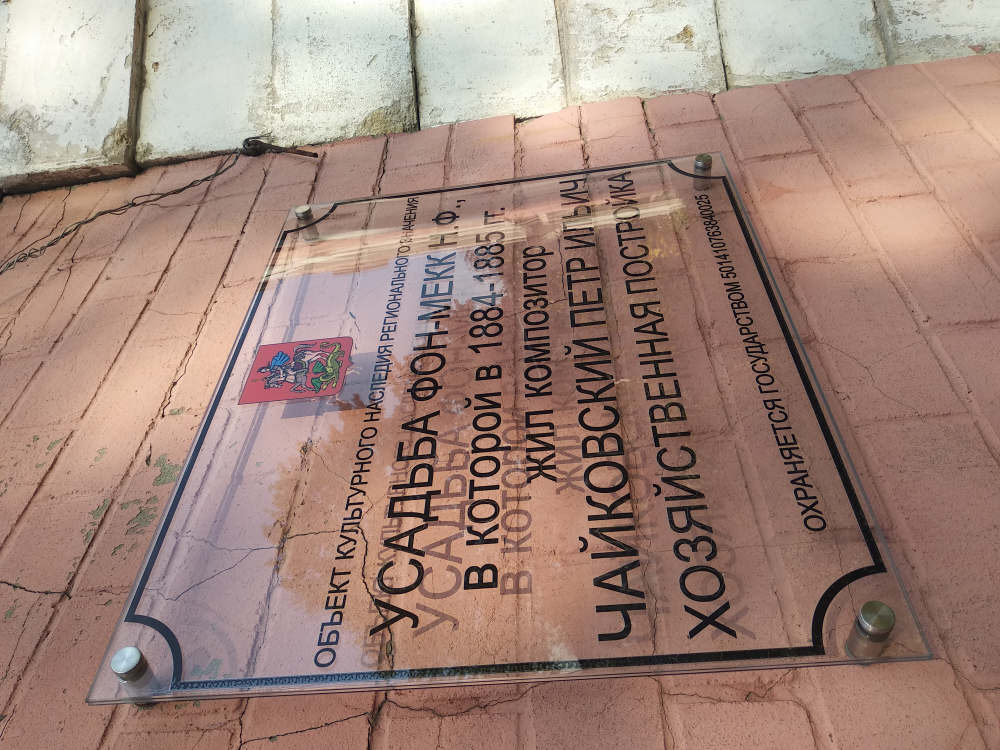 ОБЪЕКТ КУЛЬТУРНОГО НАСЛЕДИЯ РЕГИОНАЛЬНОГО ЗНАЧЕНИЯ
УСАДЬБА ФОН-МЕКК Н.Ф.,
В КОТОРОЙ В 1884-1885 гг.
ЖИЛ КОМПОЗИТОР
ЧАЙКОВСКИЙ ПЕТР ИЛЬИЧ
ХОЗЯЙСТВЕННАЯ ПОСТРОЙКА
ОХРАНЯЕТСЯ ГОСУДАРСТВОМ 501410763840025